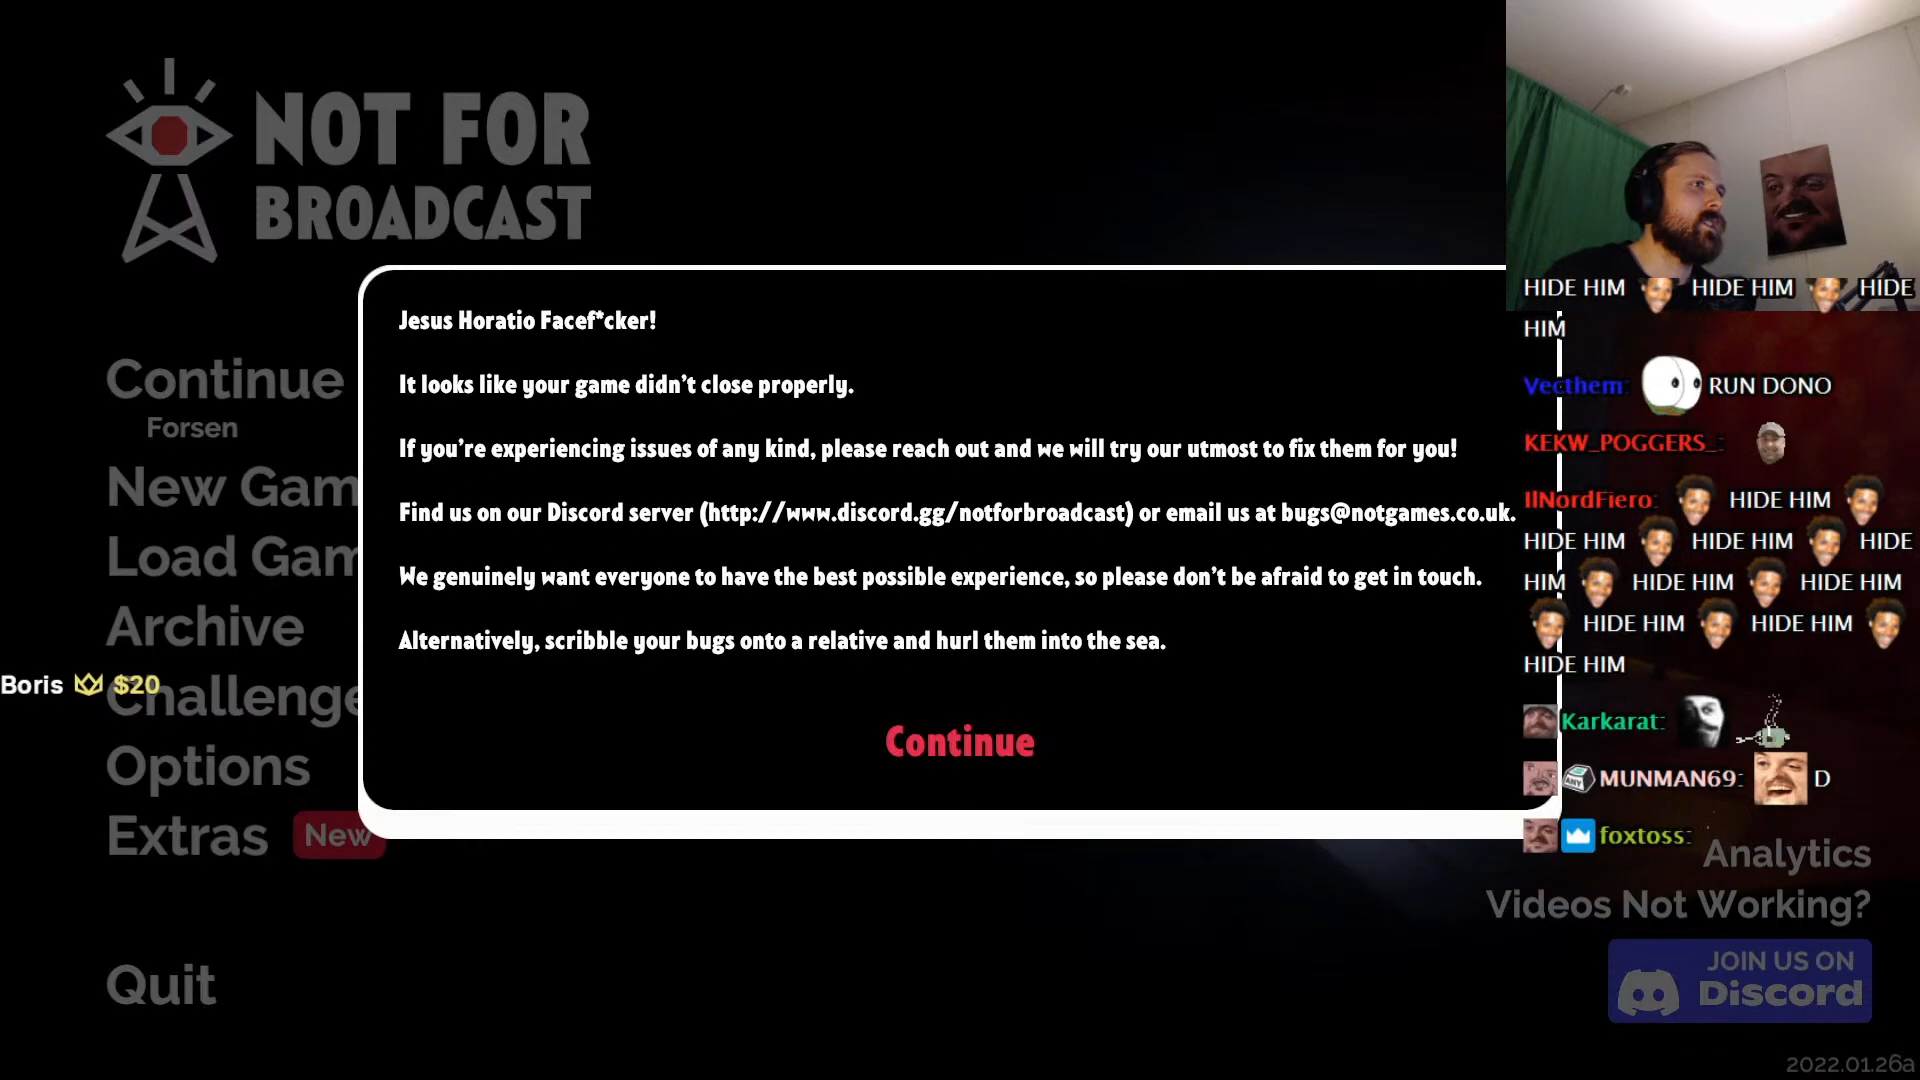 NOT FOR
BROADCAST
Continue
Forsen
New Gam
Load Gam
Archive
Challenge
Options
Extras New
Quit
Boris $20
Jesus Horatio Facef*cker!
It looks like your game didn't close properly.
If you're experiencing issues of any kind, please reach out and we will try our utmost to fix them for you!
Find us on our Discord server (http://www.discord.gg/notforbroadcast) or email us at bugs@notgames.co.uk.
We genuinely want everyone to have the best possible experience, so please don't be afraid to get in touch.
Alternatively, scribble your bugs onto a relative and hurl them into the sea.
Continue
HIDE HIM HIDE HIM HIDE
HIM
Vecthem: RUN DONO
KEKW_POGGERS_:
IlNordFiero: HIDE HIM
HIDE HIM HIDE HIM HIDE
HIM HIDE HIM HIDE HIM
HIDE HIM HIDE HIM
HIDE HIM
Karkarat:
ANY MUNMAN69: D
foxtoss:
Analytics
Videos Not Working?
JOIN US ON
Discord
2022.01.26a